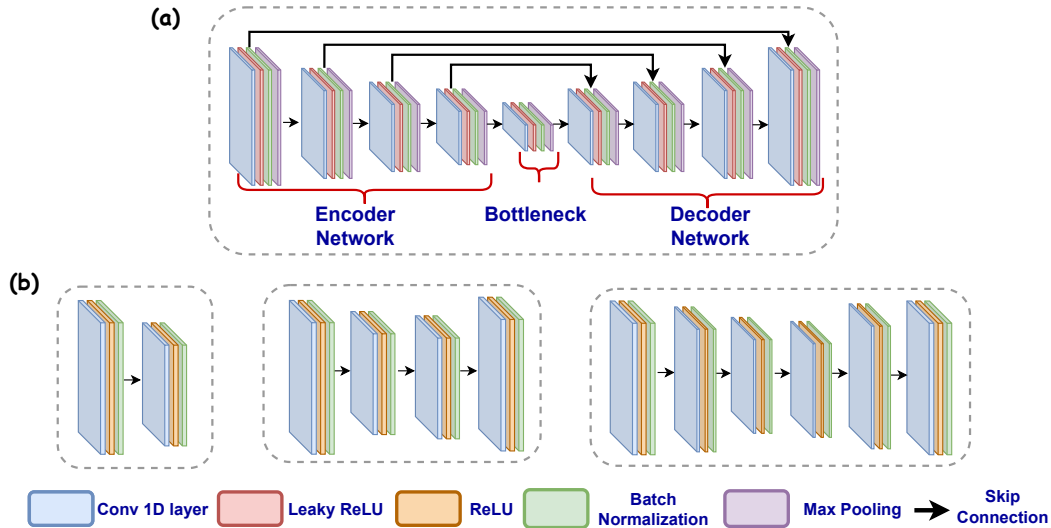 (a)
Encoder
Network
Bottleneck
Decoder
Network
(b)
Conv 1D layer
Leaky ReLU
ReLU
Batch
Normalization
Max Pooling
Skip
Connection